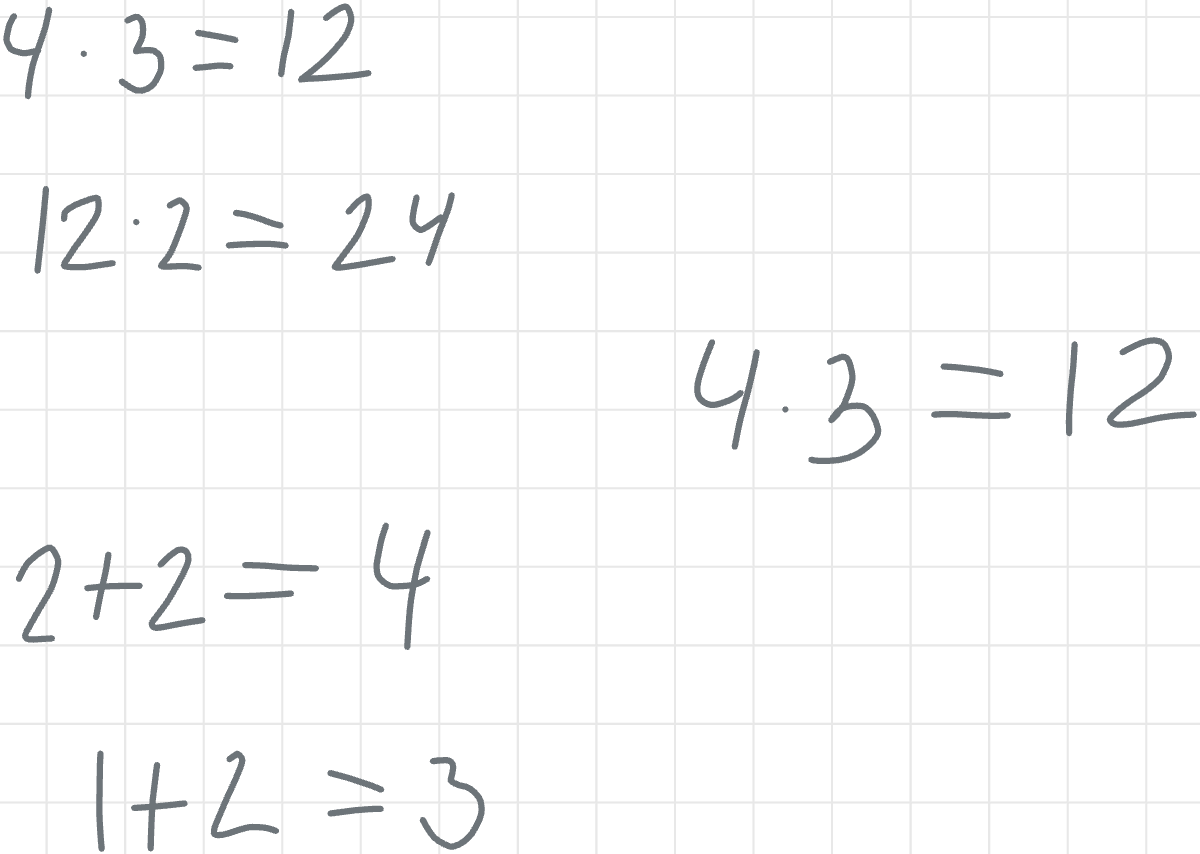 4 · 3 = 12
12 · 2 = 24
4 · 3 = 12
2 + 2 = 4
1 + 2 = 3